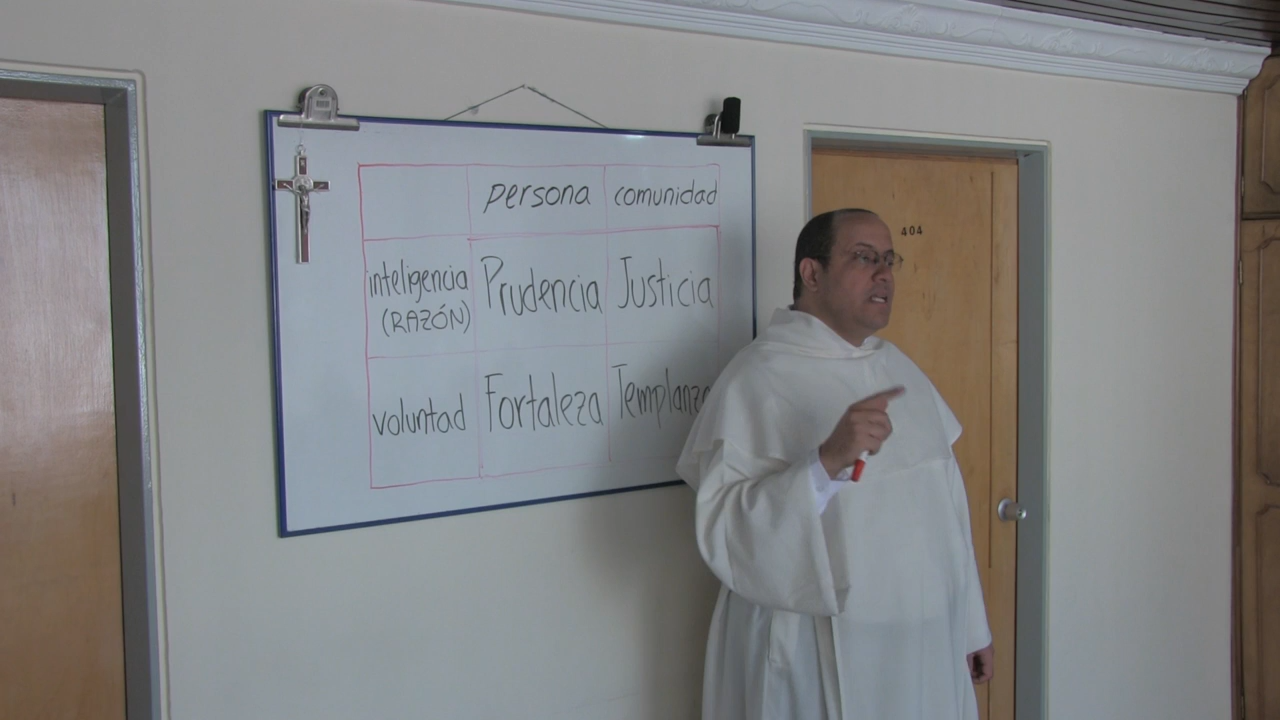 persona comunidad
inteligencia
(RAZÓN)
Prudencia Justicia
voluntad Fortaleza Templanza
404